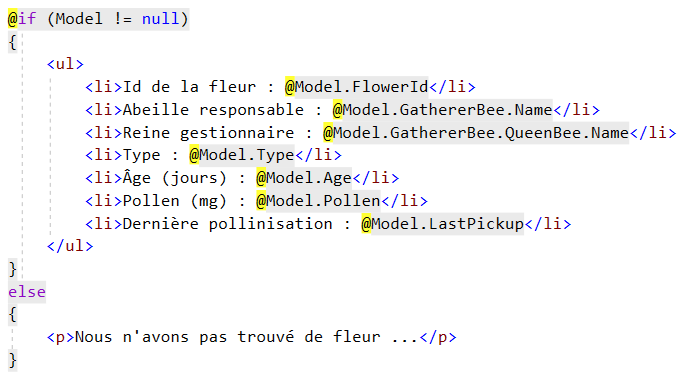 @if (Model != null)
{
<ul>
<li>Id de la fleur : @Model.FlowerId</li>
<li>Abeille responsable : @Model.GathererBee.Name</li>
<li>Reine gestionnaire : @Model.GathererBee.QueenBee.Name</li>
<li>Type : @Model.Type</li>
<li>Âge (jours) : @Model.Age</li>
<li>Pollen (mg) : @Model.Pollen</li>
<li>Dernière pollinisation : @Model.LastPickup</li>
</ul>
}
else
{
<p>Nous n'avons pas trouvé de fleur ...</p>
}